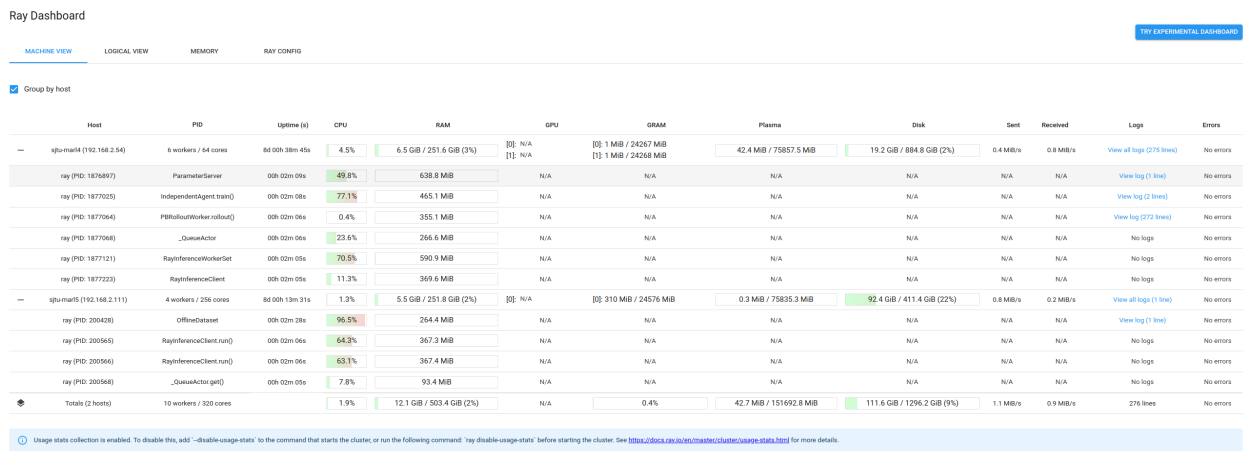 Ray Dashboard
TRY EXPERIMENTAL DASHBOARD
MACHINE VIEW LOGICAL VIEW MEMORY RAY CONFIG
Group by host
Host PID Uptime (s) CPU RAM GPU GRAM Plasma Disk Sent Received Logs Errors
sjtu-marl4 (192.168.2.54) 6 workers / 64 cores 8d 00h 38m 45s 4.5% 6.5 GiB / 251.6 GiB (3%) [0]: N/A [0]: 1 MiB / 24267 MiB 42.4 MiB / 75857.5 MiB 19.2 GiB / 884.8 GiB (2%) 0.4 MiB/s 0.8 MiB/s View all logs (275 lines) No errors
[1]: N/A [1]: 1 MiB / 24268 MiB
ray (PID: 1876897) ParameterServer 00h 02m 09s 49.8% 638.8 MiB N/A N/A N/A N/A N/A N/A View log (1 line) No errors
ray (PID: 1877025) IndependentAgent.train() 00h 02m 08s 77.1% 465.1 MiB N/A N/A N/A N/A N/A N/A View log (2 lines) No errors
ray (PID: 1877064) PBRolloutWorker.rollout() 00h 02m 06s 0.4% 355.1 MiB N/A N/A N/A N/A N/A N/A View log (272 lines) No errors
ray (PID: 1877068) _QueueActor 00h 02m 06s 23.6% 266.6 MiB N/A N/A N/A N/A N/A N/A No logs No errors
ray (PID: 1877121) RayInferenceWorkerSet 00h 02m 05s 70.5% 590.9 MiB N/A N/A N/A N/A N/A N/A No logs No errors
ray (PID: 1877223) RayInferenceClient 00h 02m 05s 11.3% 369.6 MiB N/A N/A N/A N/A N/A N/A No logs No errors
sjtu-marl5 (192.168.2.111) 4 workers / 256 cores 8d 00h 13m 31s 1.3% 5.5 GiB / 251.8 GiB (2%) [0]: N/A [0]: 310 MiB / 24576 MiB 0.3 MiB / 75835.3 MiB 92.4 GiB / 411.4 GiB (22%) 0.8 MiB/s 0.2 MiB/s View all logs (1 line) No errors
ray (PID: 200428) OfflineDataset 00h 02m 28s 96.5% 264.4 MiB N/A N/A N/A N/A N/A N/A View log (1 line) No errors
ray (PID: 200565) RayInferenceClient.run() 00h 02m 06s 64.3% 367.3 MiB N/A N/A N/A N/A N/A N/A No logs No errors
ray (PID: 200566) RayInferenceClient.run() 00h 02m 06s 63.1% 367.4 MiB N/A N/A N/A N/A N/A N/A No logs No errors
ray (PID: 200568) _QueueActor.get() 00h 02m 05s 7.8% 93.4 MiB N/A N/A N/A N/A N/A N/A No logs No errors
Totals (2 hosts) 10 workers / 320 cores 1.9% 12.1 GiB / 503.4 GiB (2%) N/A 0.4% 42.7 MiB / 151692.8 MiB 111.6 GiB / 1296.2 GiB (9%) 1.1 MiB/s 0.9 MiB/s 276 lines No errors
Usage stats collection is enabled. To disable this, add `--disable-usage-stats` to the command that starts the cluster, or run the following command: `ray disable-usage-stats` before starting the cluster. See https://docs.ray.io/en/master/cluster/usage-stats.html for more details.